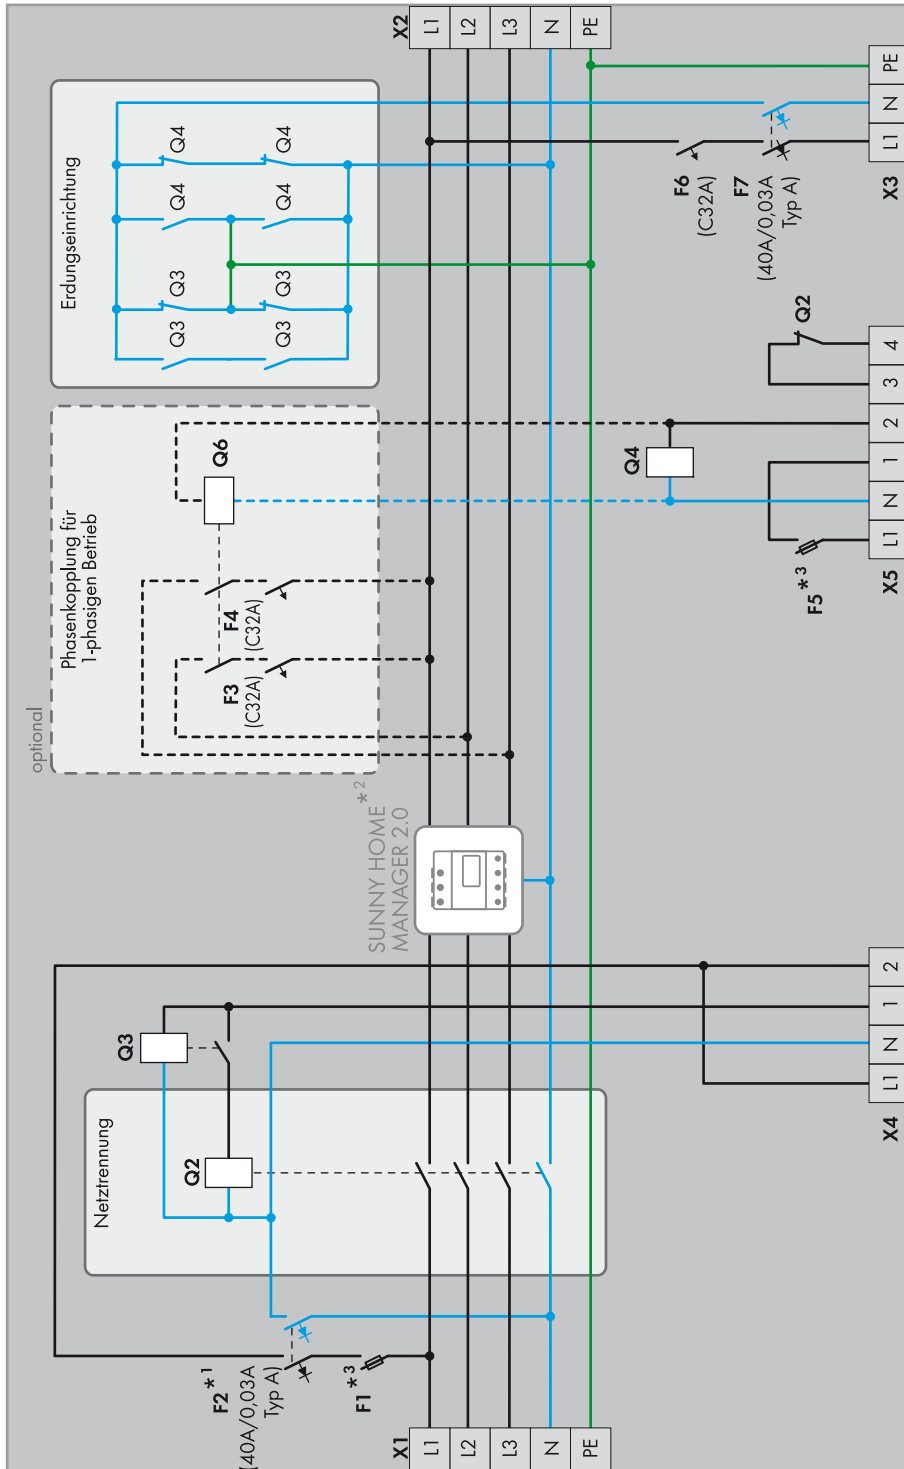 X2
L1
L2
L3
N
PE
PE
N
L1
X3
F6
(C32A)
F7
(40A/0,03A
Typ A)
Erdungseinrichtung
Q4
Q4
Q4
Q4
Q3
Q3
Q3
Q3
Q2
4
3
2
1
N
L1
X5
F5*3
Q4
optional
Phasenkopplung für
1-phasigen Betrieb
Q6
F4
(C32A)
F3
(C32A)
SUNNY HOME *2
MANAGER 2.0
2
1
N
L1
X4
Q3
Netztrennung
Q2
F2*1
(40A/0,03A
Typ A)
F1*3
X1
L1
L2
L3
N
PE